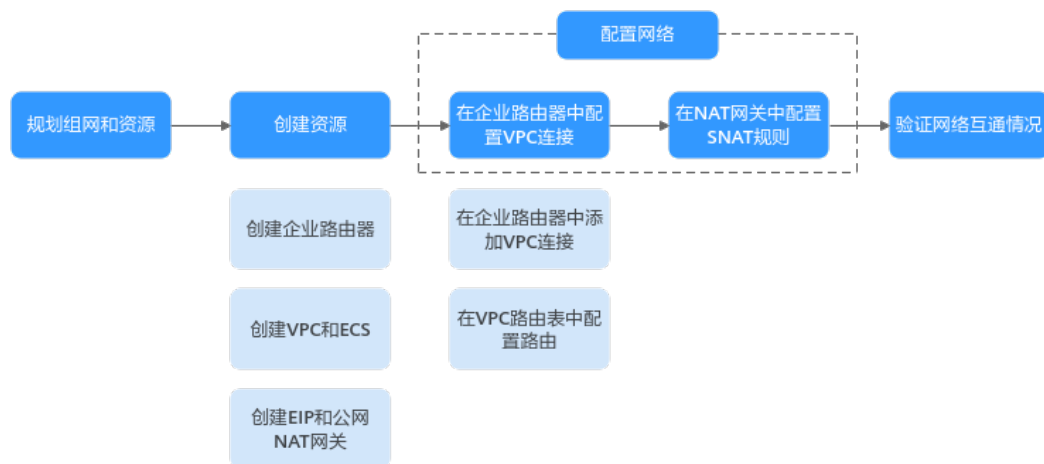 配置网络
规划组网和资源
创建资源
在企业路由器中配
置VPC连接
在NAT网关中配置
SNAT规则
验证网络互通情况
创建企业路由器
在企业路由器中添
加VPC连接
创建VPC和ECS
在VPC路由表中配
置路由
创建EIP和公网
NAT网关